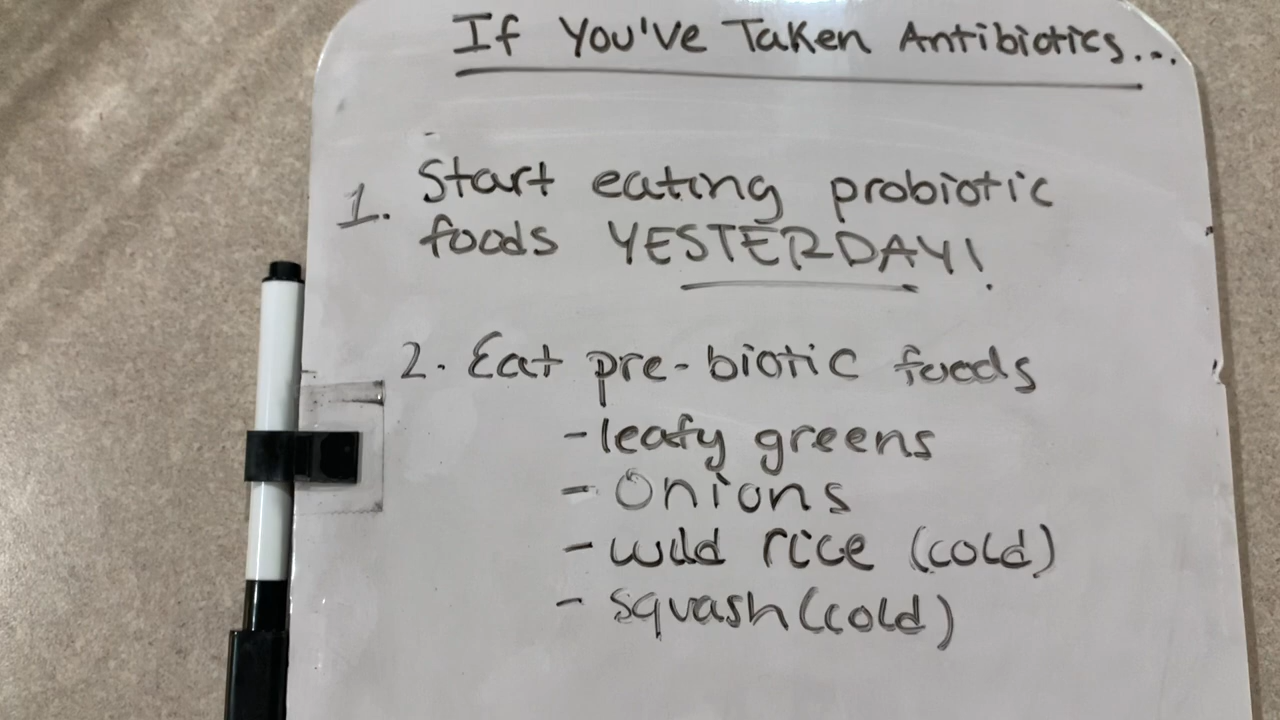 If You've Taken Antibiotics...
1. Start eating probiotic
foods YESTERDAY!
2. Eat pre-biotic foods
- leafy greens
- Onions
- wild rice (cold)
- squash (cold)